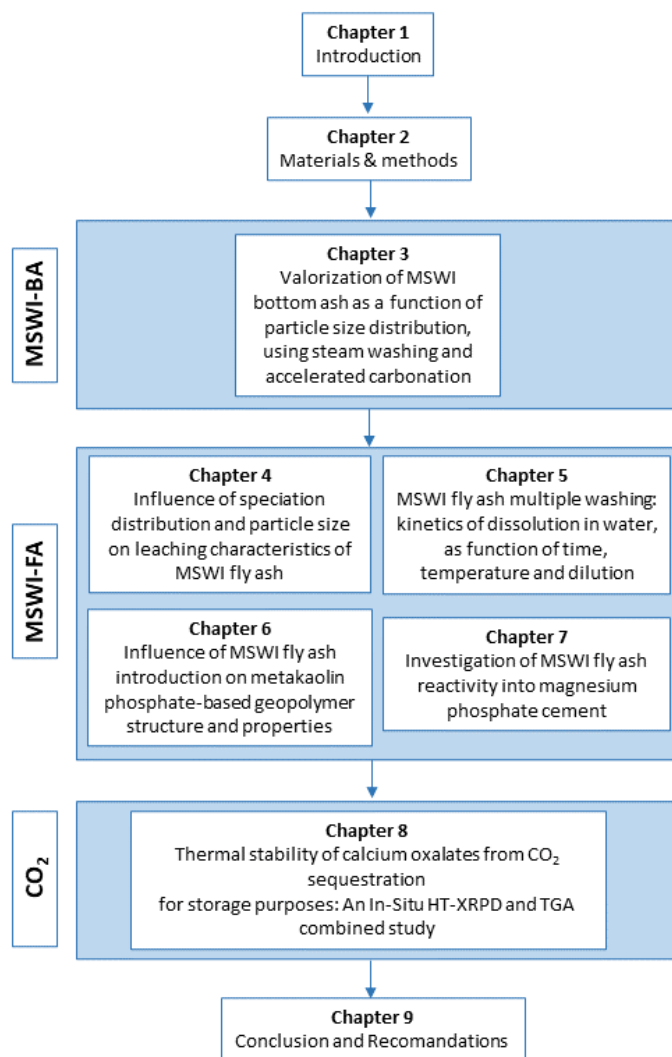 Chapter 1
Introduction
Chapter 2
Materials & methods
MSWI-BA
Chapter 3
Valorization of MSWI
bottom ash as a function of
particle size distribution,
using steam washing and
accelerated carbonation
MSWI-FA
Chapter 4
Influence of speciation
distribution and particle size
on leaching characteristics of
MSWI fly ash
Chapter 5
MSWI fly ash multiple washing:
kinetics of dissolution in water,
as function of time,
temperature and dilution
Chapter 6
Influence of MSWI fly ash
introduction on metakaolin
phosphate-based geopolymer
structure and properties
Chapter 7
Investigation of MSWI fly ash
reactivity into magnesium
phosphate cement
CO₂
Chapter 8
Thermal stability of calcium oxalates from CO₂
sequestration
for storage purposes: An In-Situ HT-XRPD and TGA
combined study
Chapter 9
Conclusion and Recomandations